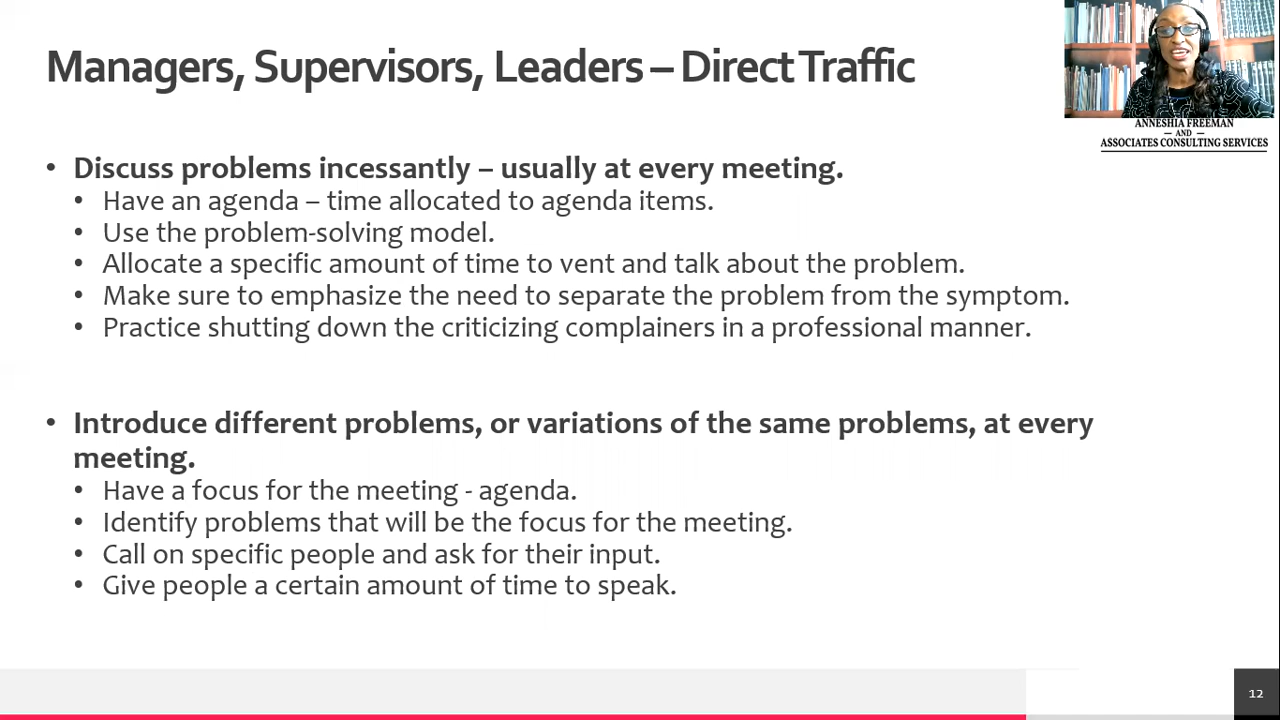 Managers, Supervisors, Leaders – Direct Traffic
ANNESHIA FREEMAN
— AND —
ASSOCIATES CONSULTING SERVICES
• Discuss problems incessantly – usually at every meeting.
• Have an agenda – time allocated to agenda items.
• Use the problem-solving model.
• Allocate a specific amount of time to vent and talk about the problem.
• Make sure to emphasize the need to separate the problem from the symptom.
• Practice shutting down the criticizing complainers in a professional manner.
• Introduce different problems, or variations of the same problems, at every
meeting.
• Have a focus for the meeting - agenda.
• Identify problems that will be the focus for the meeting.
• Call on specific people and ask for their input.
• Give people a certain amount of time to speak.
12